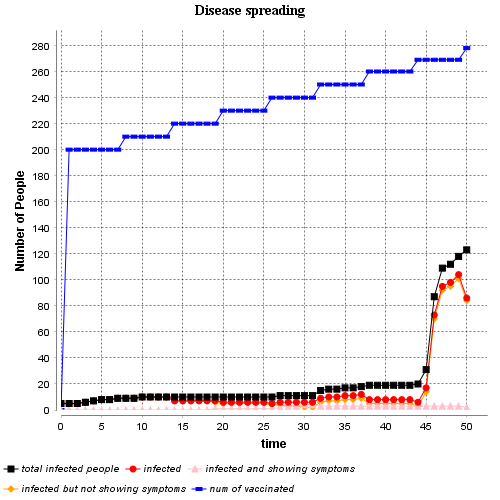 Disease spreading
Number of People
280
260
240
220
200
180
160
140
120
100
80
60
40
20
0
0 5 10 15 20 25 30 35 40 45 50
time
total infected people infected infected and showing symptoms
infected but not showing symptoms num of vaccinated